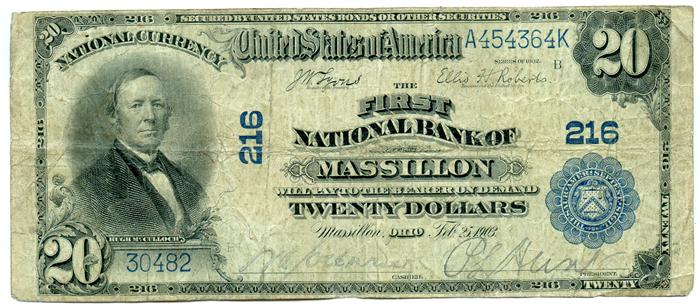 216
216
SECURED BY UNITED STATES BONDS OR OTHER SECURITIES
20
NATIONAL CURRENCY
United States of America
A454364K
20
SERIES OF 1902.
B
J W Lyons
Ellis H Roberts
THE
FIRST
NATIONAL BANK OF
216
216
MASSILLON
WILL PAY TO THE BEARER ON DEMAND
TWENTY DOLLARS
Massillon, OHIO Feb. 25, 1903
HUGH McCULLOCH
20
30482
CASHIER.
PRESIDENT.
216
216
TWENTY